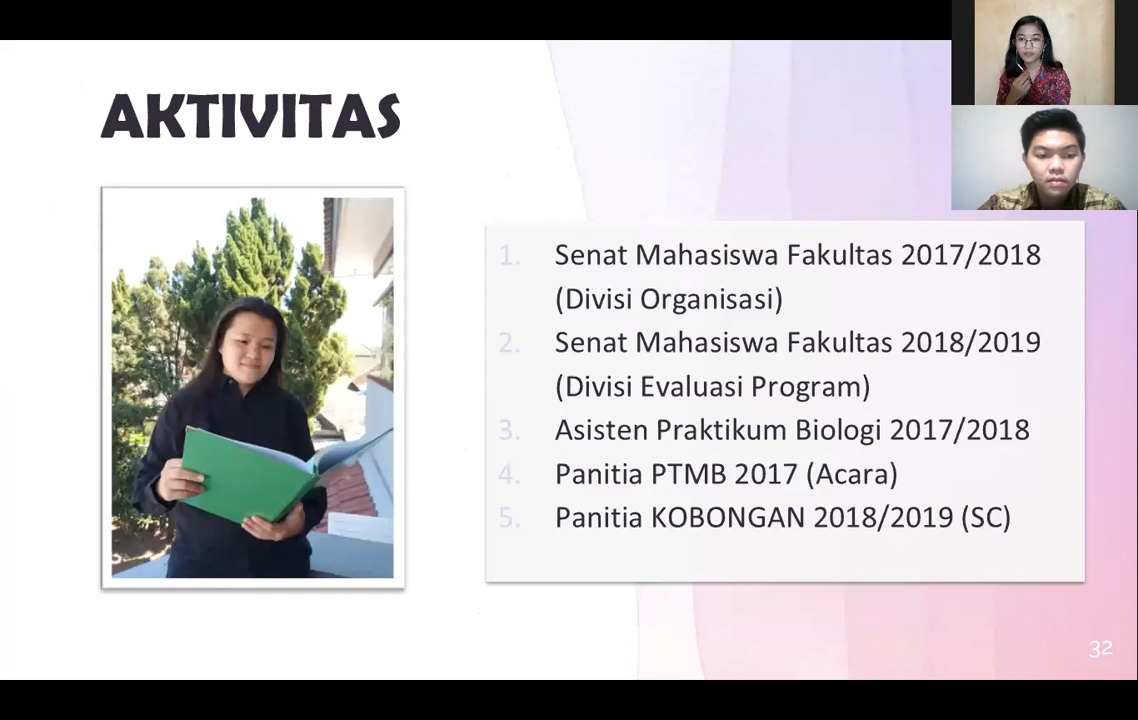 AKTIVITAS
1. Senat Mahasiswa Fakultas 2017/2018
(Divisi Organisasi)
2. Senat Mahasiswa Fakultas 2018/2019
(Divisi Evaluasi Program)
3. Asisten Praktikum Biologi 2017/2018
4. Panitia PTMB 2017 (Acara)
5. Panitia KOBONGAN 2018/2019 (SC)
32